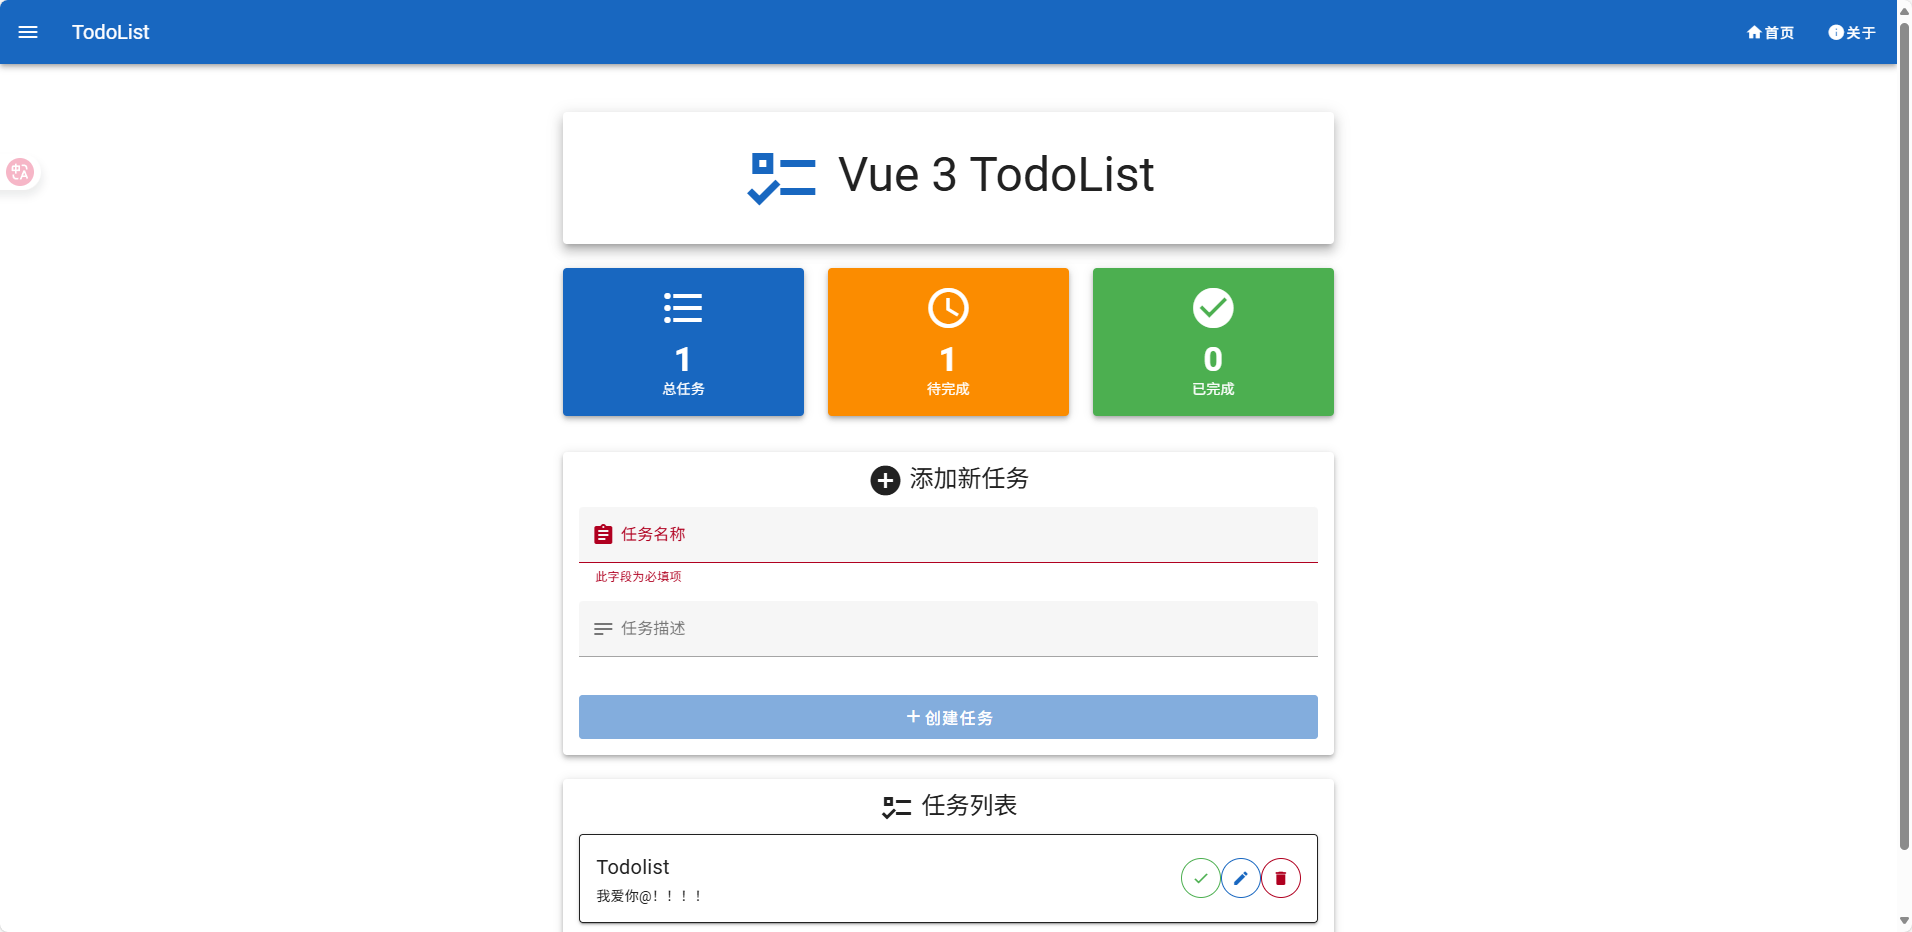 TodoList
首页
关于
Vue 3 TodoList
1
总任务
1
待完成
0
已完成
添加新任务
任务名称
此字段为必填项
任务描述
创建任务
任务列表
Todolist
我爱你@！！！！